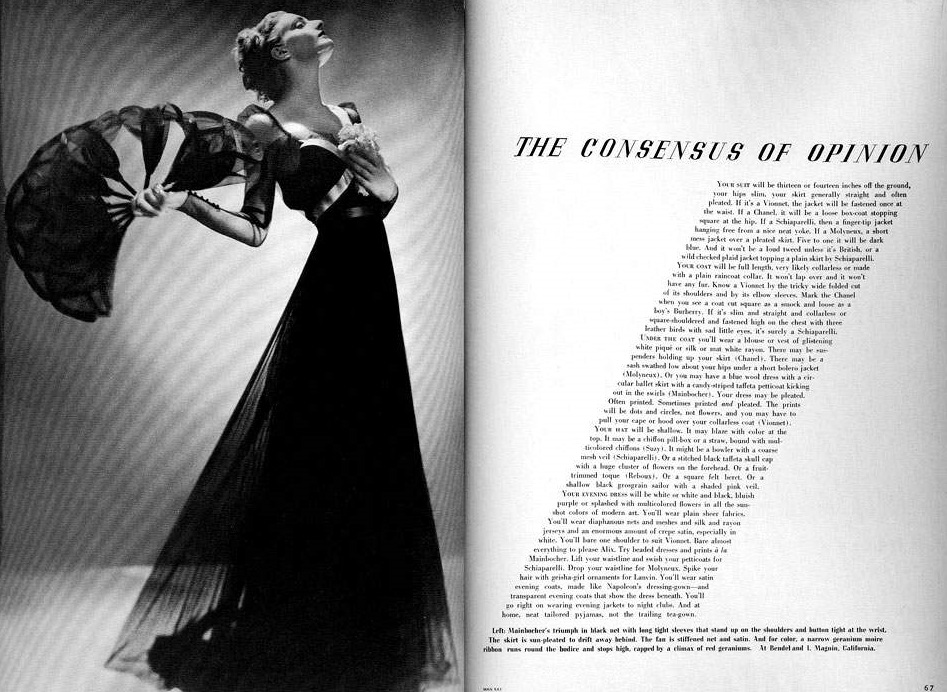 THE CONSENSUS OF OPINION
YOUR SUIT will be thirteen or fourteen inches off the ground,
your hips slim, your skirt generally straight and often
pleated. If it's a Vionnet, the jacket will be fastened once at
the waist. If a Chanel, it will be a loose box-coat stopping
square at the hip. If a Schiaparelli, then a finger-tip jacket
hanging free from a nice neat yoke. If a Molyneux, a short
mess jacket over a pleated skirt. Five to one it will be dark
blue. And it won't be a loud tweed unless it's British, or a
wild checked plaid jacket topping a plain skirt by Schiaparelli.
YOUR COAT will be full length, very likely collarless or made
with a plain raincoat collar. It won't lap over and it won't
have any fur. Know a Vionnet by the tricky wide folded cut
of its shoulders and by its elbow sleeves. Mark the Chanel
when you see a coat cut square as a smock and loose as a
boy's Burberry. If it's slim and straight and collarless or
square-shouldered and fastened high on the chest with three
leather birds with sad little eyes, it's surely a Schiaparelli.
UNDER THE COAT you'll wear a blouse or vest of glistening
white piqué or silk or mat white rayon. There may be sus-
penders holding up your skirt (Chanel). There may be a
sash swathed low about your hips under a short bolero jacket
(Molyneux). Or you may have a blue wool dress with a cir-
cular ballet skirt with a candy-striped taffeta petticoat kicking
out in the swirls (Mainbocher). Your dress may be pleated.
Often printed. Sometimes printed and pleated. The prints
will be dots and circles, not flowers, and you may have to
pull your cape or hood over your collarless coat (Vionnet).
YOUR HAT will be shallow. It may blaze with color at the
top. It may be a chiffon pill-box or a straw, bound with mul-
ticolored chiffons (Suzy). It might be a bowler with a coarse
mesh veil (Schiaparelli). Or a stitched black taffeta skull cap
with a huge cluster of flowers on the forehead. Or a fruit-
trimmed toque (Reboux). Or a square felt beret. Or a
shallow black grosgrain sailor with a shaded pink veil.
YOUR EVENING DRESS will be white or white and black, bluish
purple or splashed with multicolored flowers in all the sun-
shot colors of modern art. You'll wear plain sheer fabrics.
You'll wear diaphanous nets and meshes and silk and rayon
jerseys and an enormous amount of crepe satin, especially in
white. You'll bare one shoulder to suit Vionnet. Bare almost
everything to please Alix. Try beaded dresses and prints à la
Mainbocher. Lift your waistline and swish your petticoats for
Schiaparelli. Drop your waistline for Molyneux. Spike your
hair with geisha-girl ornaments for Lanvin. You'll wear satin
evening coats, made like Napoleon's dressing-gown—and
transparent evening coats that show the dress beneath. You'll
go right on wearing evening jackets to night clubs. And at
home, neat tailored pyjamas, not the trailing tea-gown.
Left: Mainbocher's triumph in black net with long tight sleeves that stand up on the shoulders and button tight at the wrist.
The skirt is sun-pleated to drift away behind. The fan is stiffened net and satin. And for color, a narrow geranium moire
ribbon runs round the bodice and stops high, capped by a climax of red geraniums. At Bendel and I. Magnin, California.
MAN RAY
67